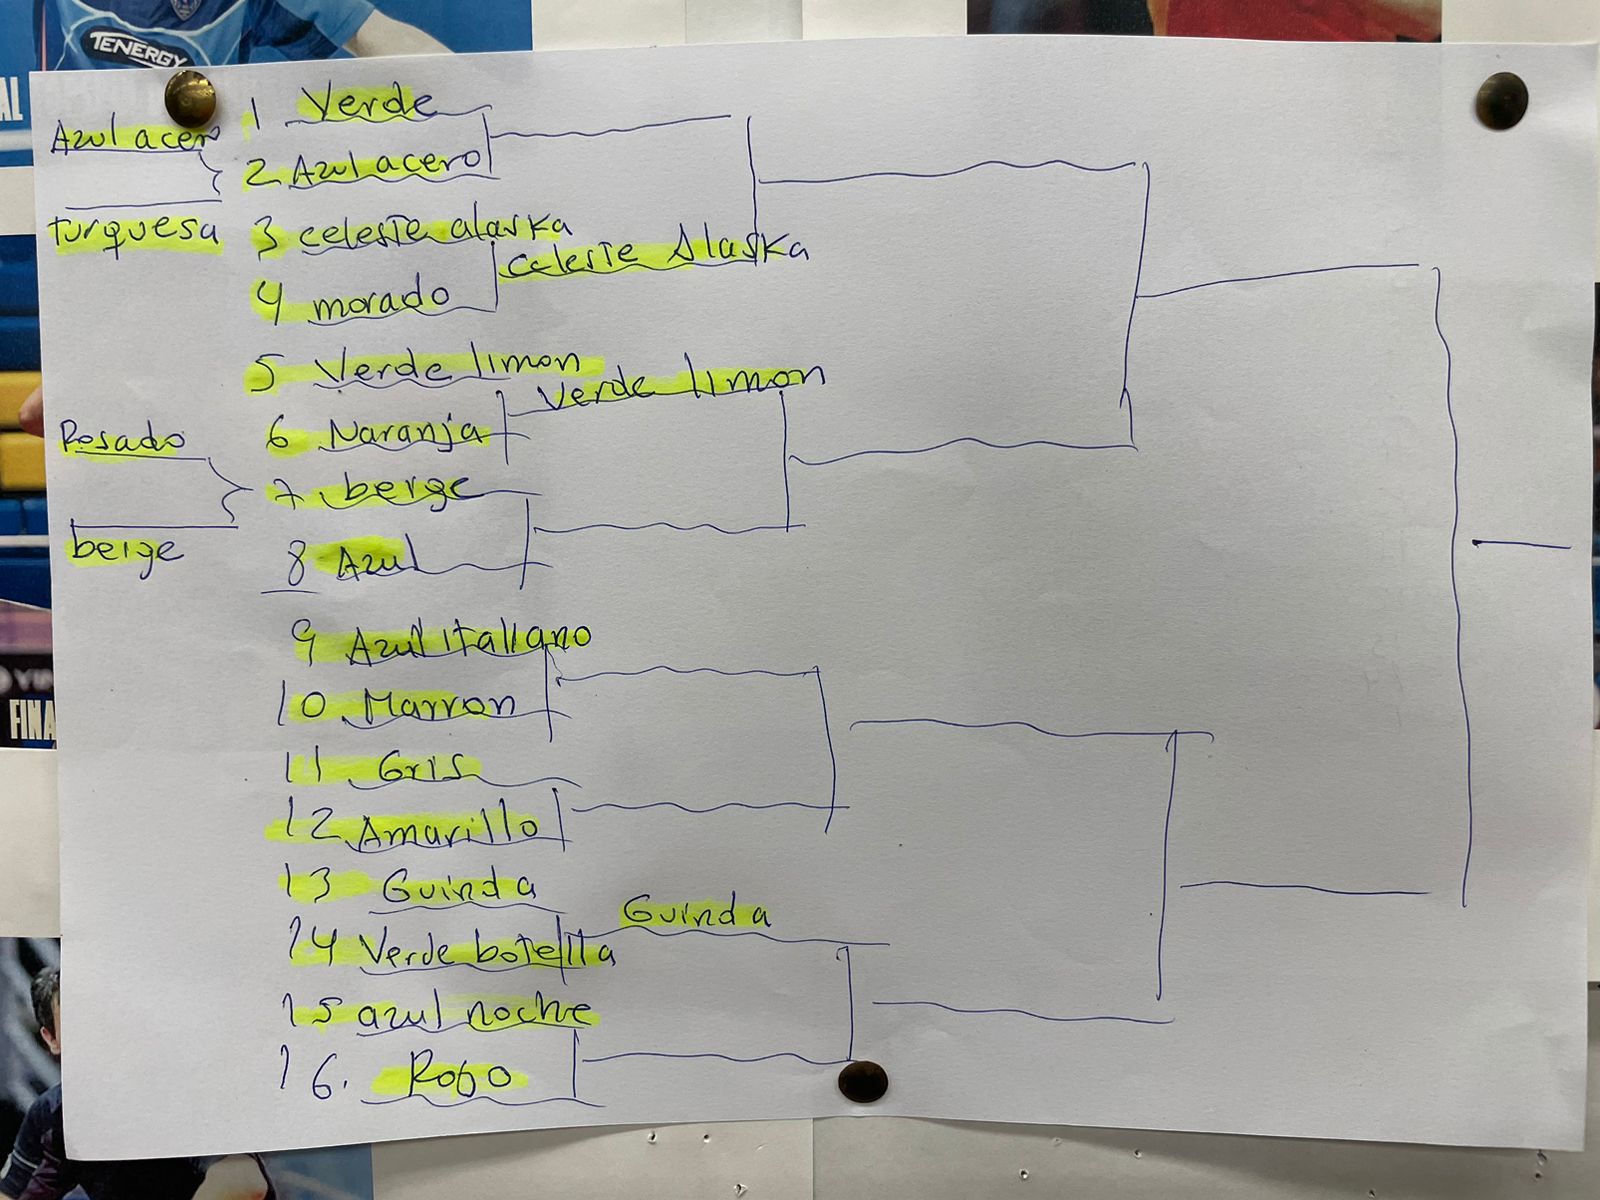 TENERGY
AL
Azul acero
turquesa
1 Verde
2 Azul acero
3 celeste alaska
celeste Alaska
4 morado
5 Verde limon
Verde limon
6 Naranja
Rosado
beige
7 berge
8 Azul
9 Azul Italiano
10 Marron
FINA
11 Gris
12 Amarillo
13 Guinda
Guinda
14 Verde botella
15 azul noche
16. Rojo